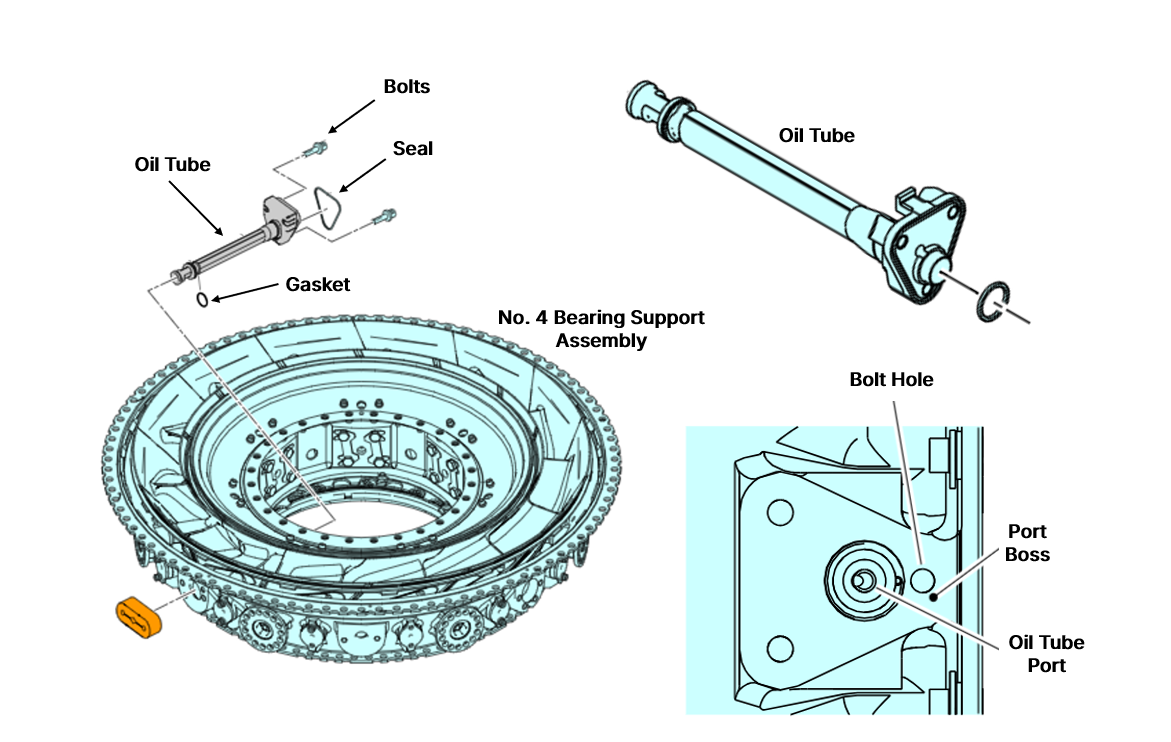 Bolts
Seal
Oil Tube
Gasket
No. 4 Bearing Support
Assembly
Oil Tube
Bolt Hole
Port
Boss
Oil Tube
Port